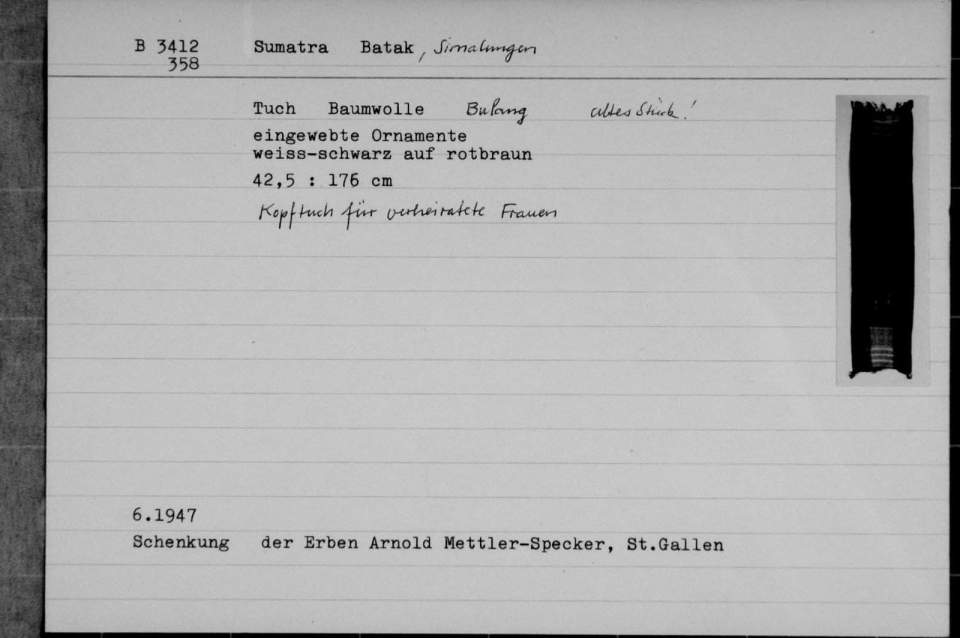 B 3412 Sumatra Batak, Simalungen
358
Tuch Baumwolle Bulang altes Stück!
eingewebte Ornamente
weiss-schwarz auf rotbraun
42,5 : 176 cm
Kopftuch für verheiratete Frauen
6.1947
Schenkung der Erben Arnold Mettler-Specker, St.Gallen